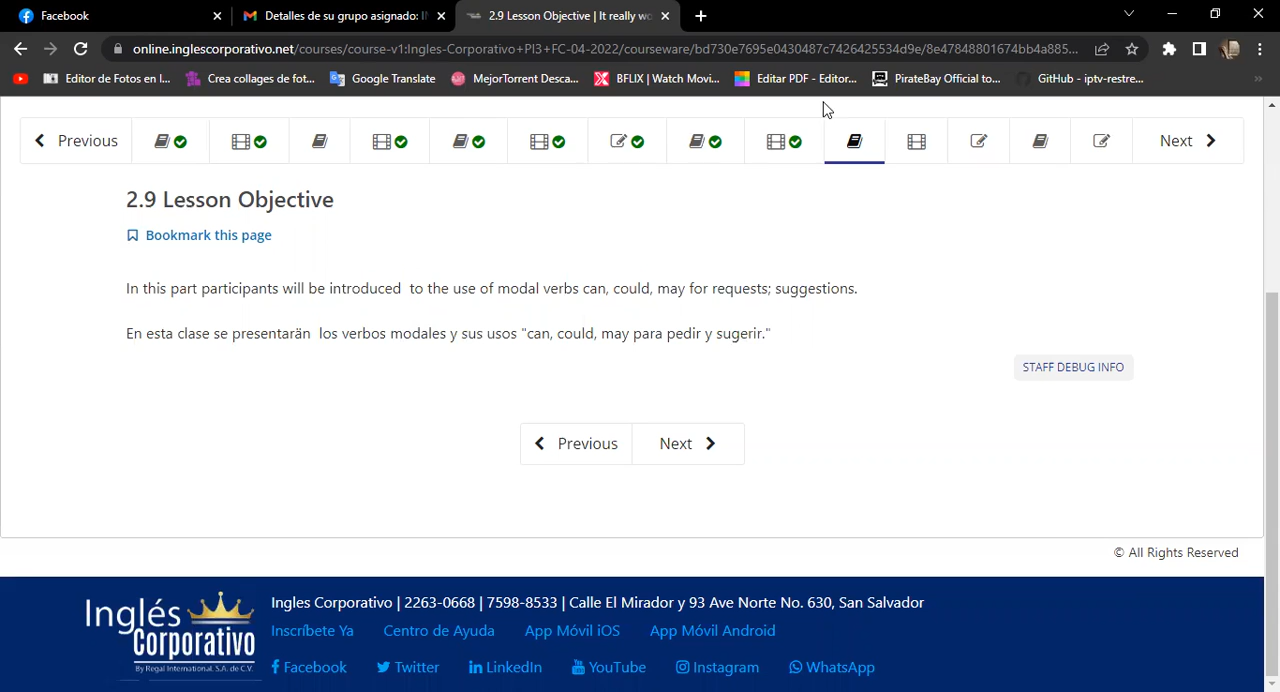 Facebook
Detalles de su grupo asignado: I
2.9 Lesson Objective | It really wo
online.inglescorporativo.net/courses/course-v1:Ingles-Corporativo+PI3+FC-04-2022/courseware/bd730e7695e0430487c7426425534d9e/8e47848801674bb4a885...
Editor de Fotos en l...
Crea collages de fot...
Google Translate
MejorTorrent Desca...
BFLIX | Watch Movi...
Editar PDF - Editor...
PirateBay Official to...
GitHub - iptv-restre...
Previous
Next
2.9 Lesson Objective
Bookmark this page
In this part participants will be introduced to the use of modal verbs can, could, may for requests; suggestions.
En esta clase se presentarän los verbos modales y sus usos "can, could, may para pedir y sugerir."
STAFF DEBUG INFO
Previous
Next
© All Rights Reserved
Inglés Corporativo
By Regal International, S.A. de C.V.
Ingles Corporativo | 2263-0668 | 7598-8533 | Calle El Mirador y 93 Ave Norte No. 630, San Salvador
Inscríbete Ya
Centro de Ayuda
App Móvil iOS
App Móvil Android
Facebook
Twitter
LinkedIn
YouTube
Instagram
WhatsApp